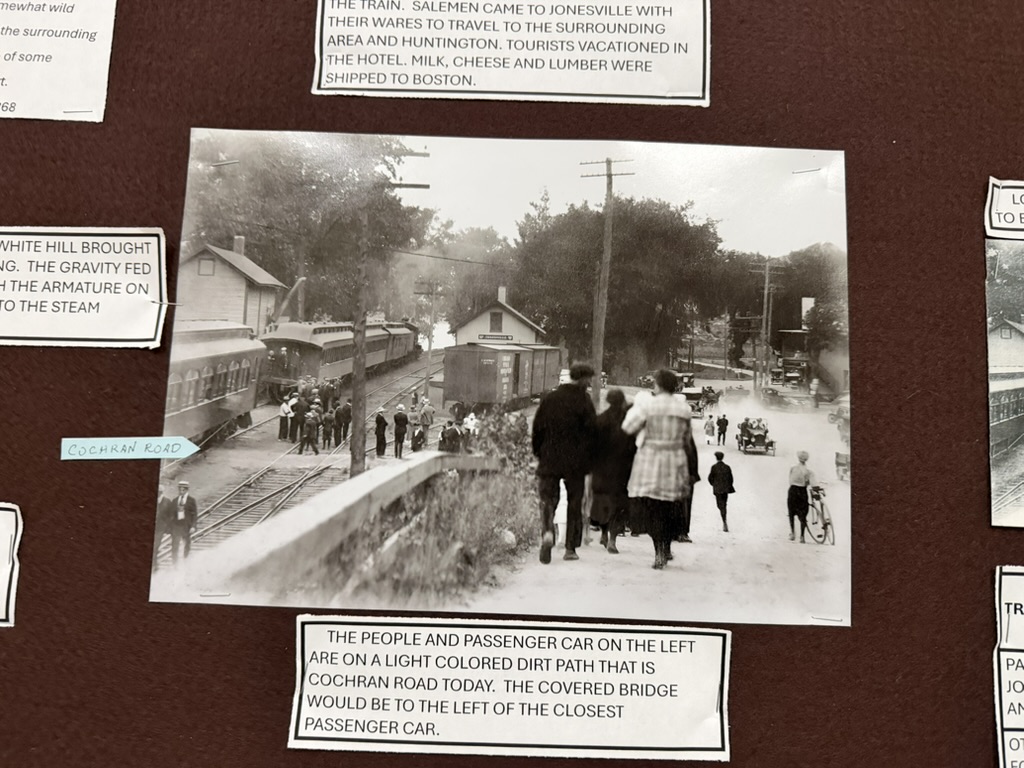 mewhat wild
the surrounding
of some
68
THE TRAIN. SALEMEN CAME TO JONESVILLE WITH
THEIR WARES TO TRAVEL TO THE SURROUNDING
AREA AND HUNTINGTON. TOURISTS VACATIONED IN
THE HOTEL. MILK, CHEESE AND LUMBER WERE
SHIPPED TO BOSTON.
WHITE HILL BROUGHT
NG. THE GRAVITY FED
H THE ARMATURE ON
TO THE STEAM
COCHRAN ROAD
LO
TO B
THE PEOPLE AND PASSENGER CAR ON THE LEFT
ARE ON A LIGHT COLORED DIRT PATH THAT IS
COCHRAN ROAD TODAY. THE COVERED BRIDGE
WOULD BE TO THE LEFT OF THE CLOSEST
PASSENGER CAR.
TR
PA
JO
AN
OT